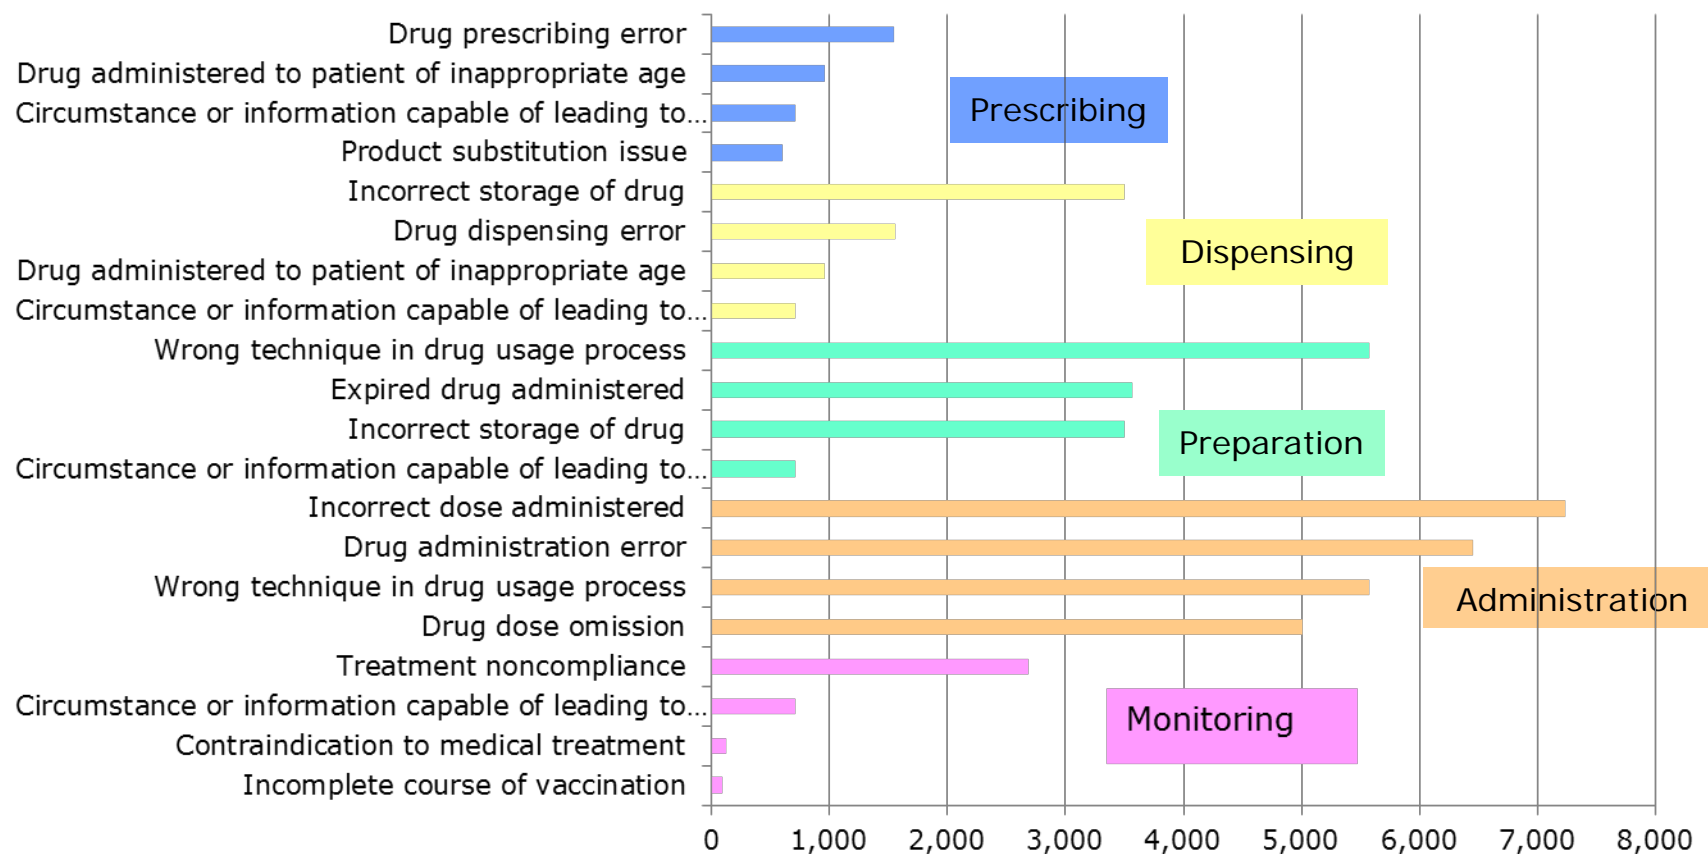 Drug prescribing error
Drug administered to patient of inappropriate age
Circumstance or information capable of leading to...
Product substitution issue
Prescribing
Incorrect storage of drug
Drug dispensing error
Drug administered to patient of inappropriate age
Circumstance or information capable of leading to...
Dispensing
Wrong technique in drug usage process
Expired drug administered
Incorrect storage of drug
Circumstance or information capable of leading to...
Preparation
Incorrect dose administered
Drug administration error
Wrong technique in drug usage process
Drug dose omission
Administration
Treatment noncompliance
Circumstance or information capable of leading to...
Contraindication to medical treatment
Incomplete course of vaccination
Monitoring
0 1,000 2,000 3,000 4,000 5,000 6,000 7,000 8,000